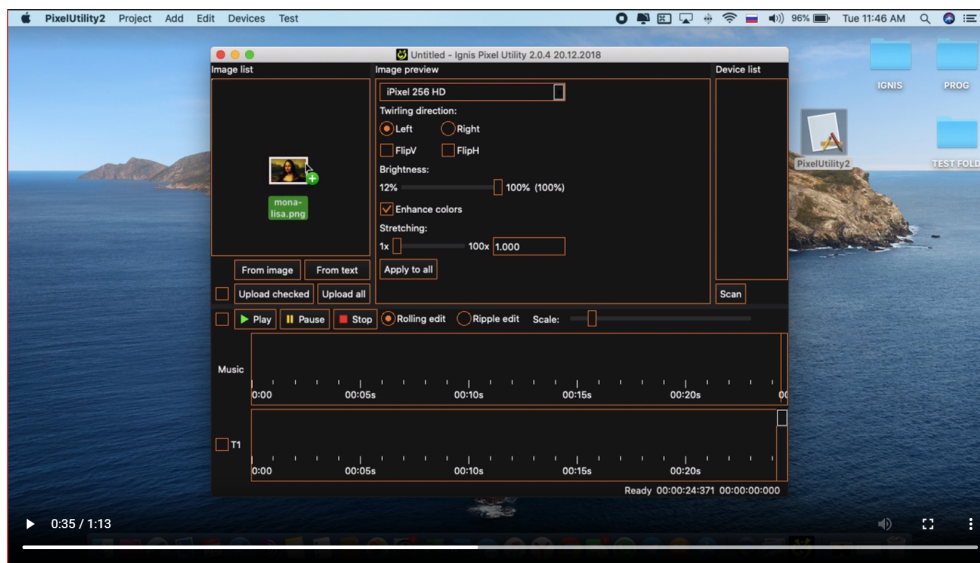 PixelUtility2 Project Add Edit Devices Test 96% Tue 11:46 AM
Untitled - Ignis Pixel Utility 2.0.4 20.12.2018
Image list Image preview Device list
IGNIS PROG
iPixel 256 HD
Twirling direction:
Left Right
FlipV FlipH
PixelUtility2 TEST FOLD
Brightness:
12% 100% (100%)
mona-
lisa.png
Enhance colors
Stretching:
1x 100x 1.000
From image From text Apply to all
Upload checked Upload all Scan
Play Pause Stop Rolling edit Ripple edit Scale:
Music
0:00 00:05s 00:10s 00:15s 00:20s 00
T1
0:00 00:05s 00:10s 00:15s 00:20s
Ready 00:00:24:371 00:00:00:000
0:35 / 1:13